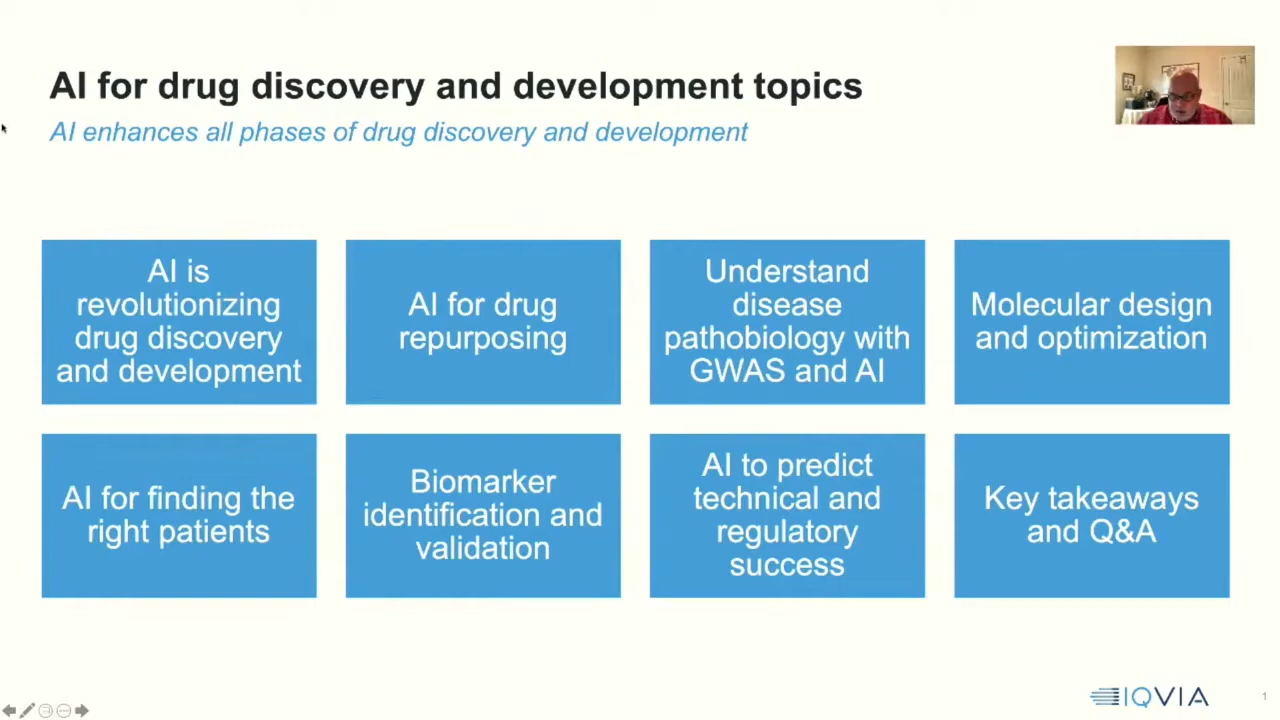 AI for drug discovery and development topics
AI enhances all phases of drug discovery and development
AI is
revolutionizing
drug discovery
and development
AI for drug
repurposing
Understand
disease
pathobiology with
GWAS and AI
Molecular design
and optimization
AI for finding the
right patients
Biomarker
identification and
validation
AI to predict
technical and
regulatory
success
Key takeaways
and Q&A
IQVIA
1